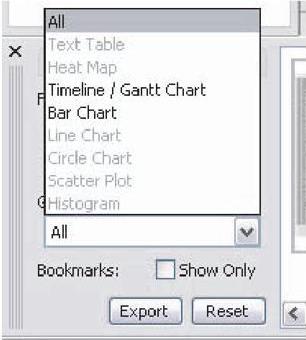 All
Text Table
Heat Map
Timeline / Gantt Chart
Bar Chart
Line Chart
Circle Chart
Scatter Plot
Histogram
All
Bookmarks:
Show Only
Export
Reset